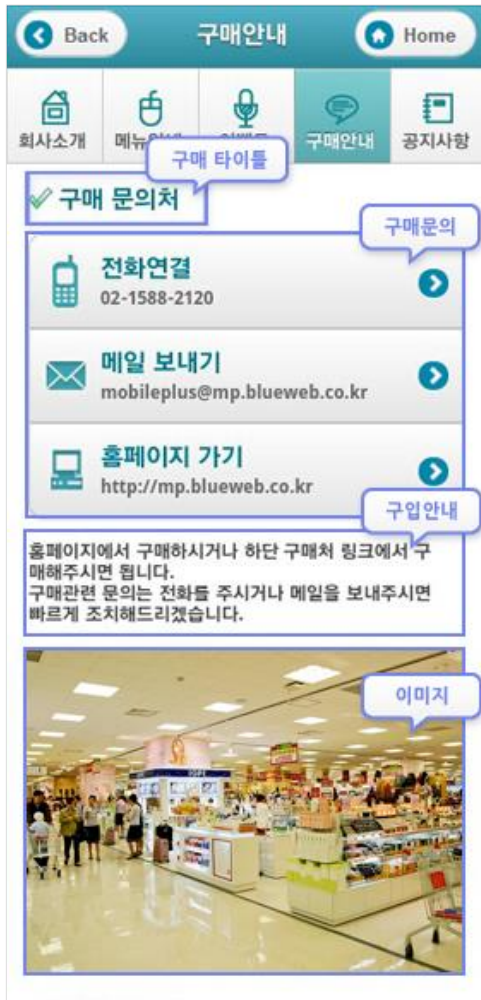 Back
구매안내
Home
회사소개
구매안내
공지사항
구매 타이틀
구매 문의처
구매문의
전화연결
02-1588-2120
메일 보내기
mobileplus@mp.blueweb.co.kr
홈페이지 가기
http://mp.blueweb.co.kr
구입안내
홈페이지에서 구매하시거나 하단 구매처 링크에서 구
매해주시면 됩니다.
구매관련 문의는 전화를 주시거나 메일을 보내주시면
빠르게 조치해드리겠습니다.
이미지